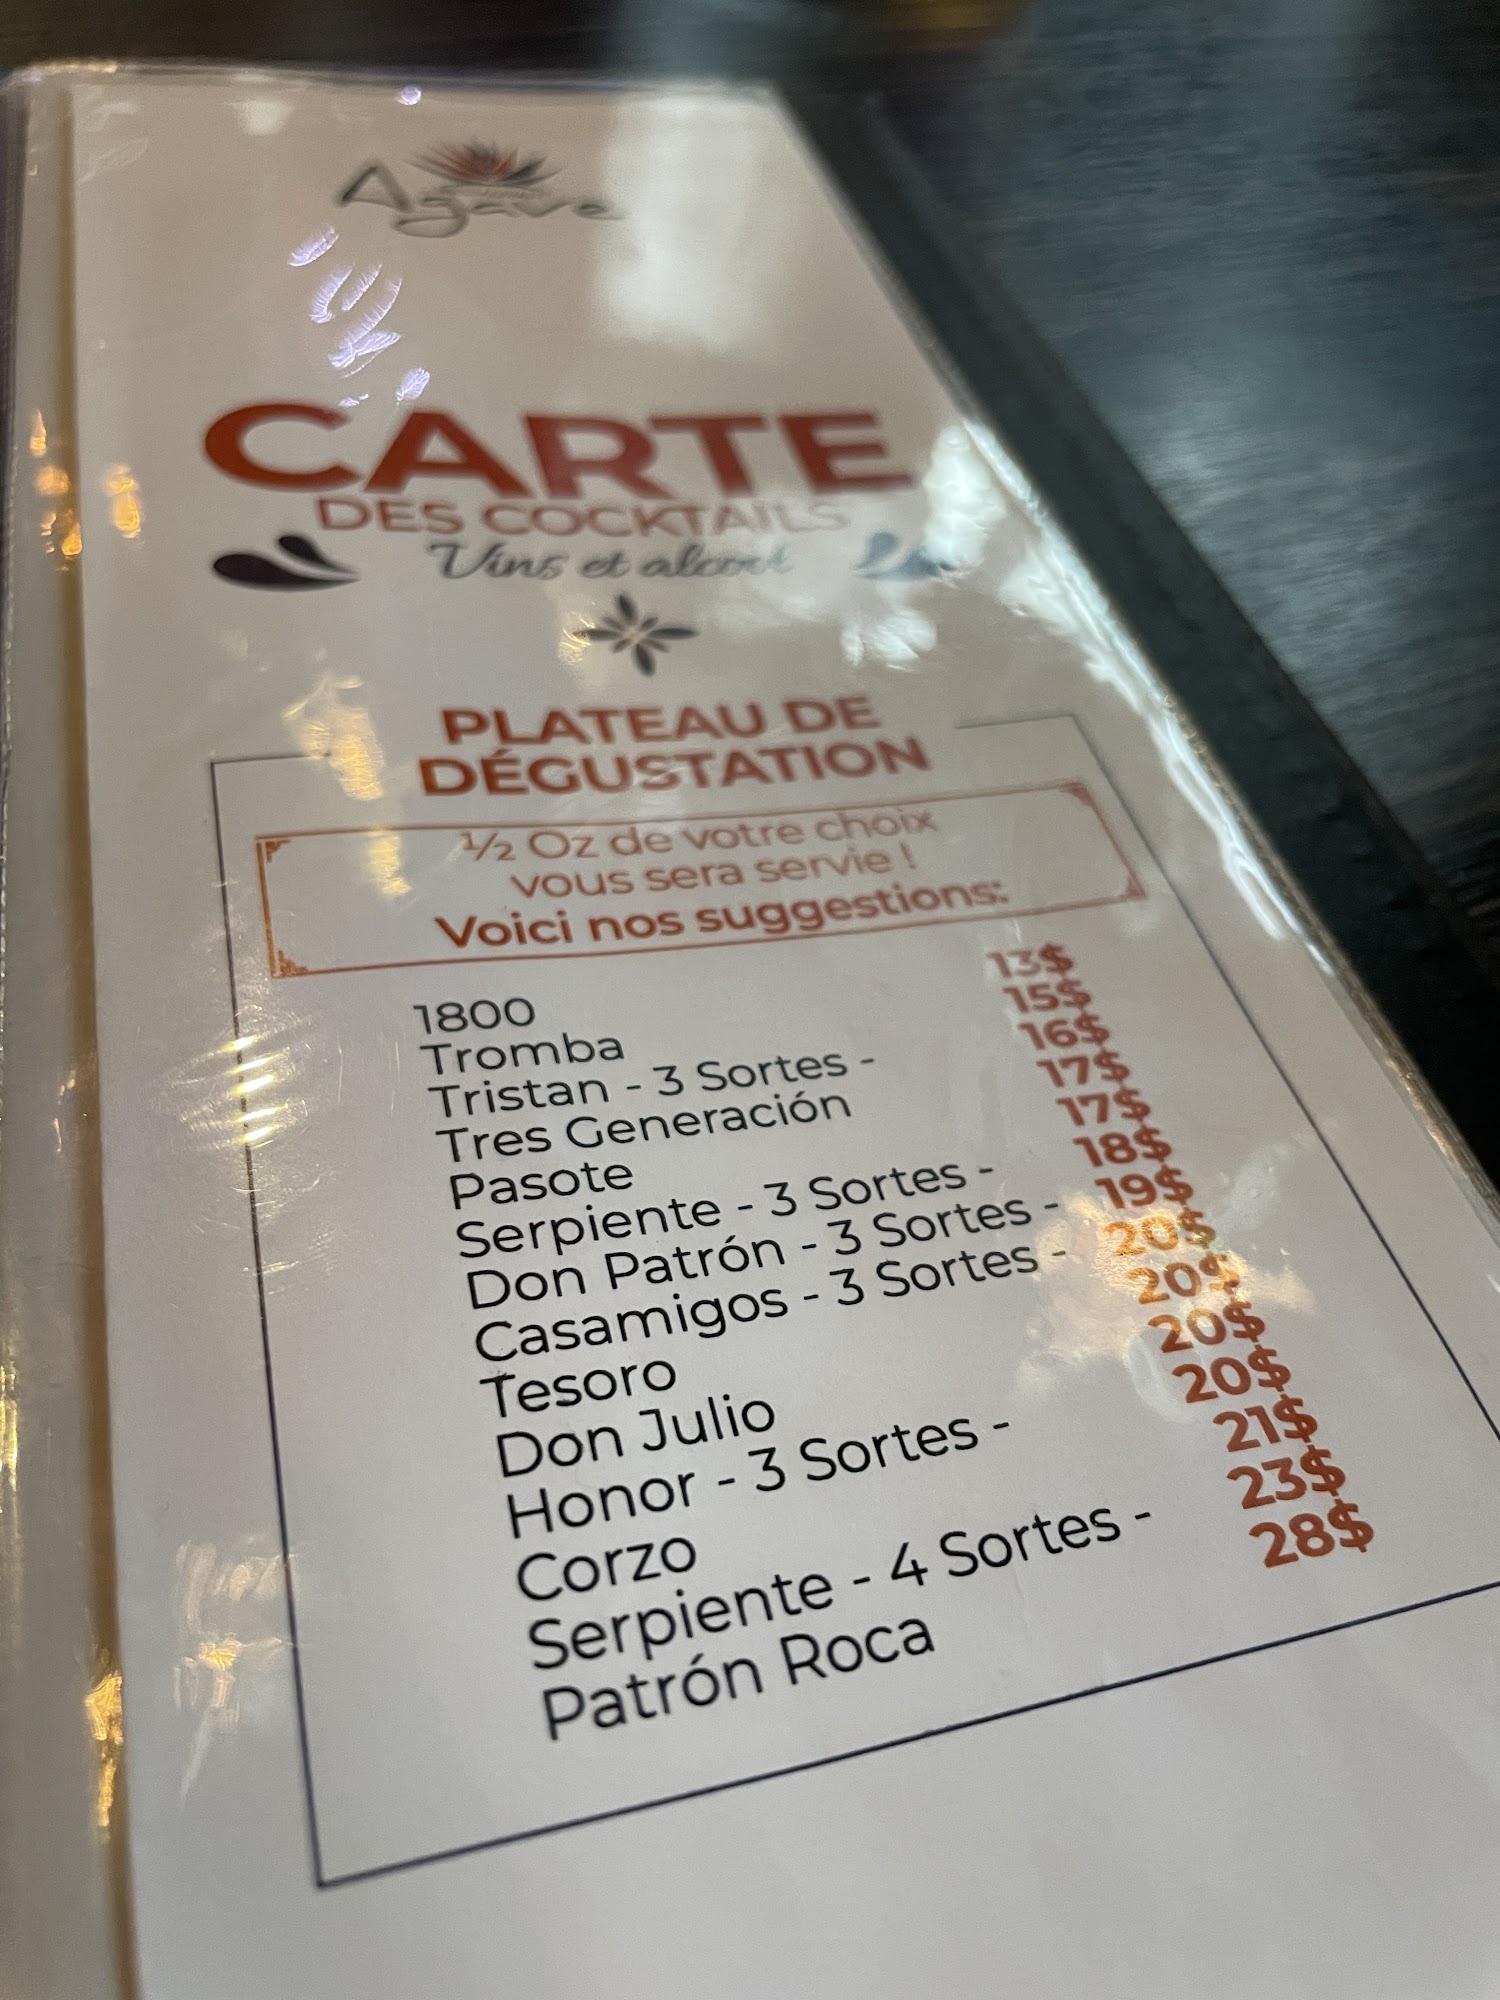 Agave
CARTE
DES COCKTAILS
Vins et alcool
PLATEAU DE
DÉGUSTATION
½ Oz de votre choix
vous sera servie !
Voici nos suggestions:
1800 13$
Tromba 15$
Tristan - 3 Sortes - 16$
Tres Generación 17$
Pasote 17$
Serpiente - 3 Sortes - 18$
Don Patrón - 3 Sortes - 19$
Casamigos - 3 Sortes - 20$
Tesoro 20$
Don Julio 20$
Honor - 3 Sortes - 20$
Corzo 21$
Serpiente - 4 Sortes - 23$
Patrón Roca 28$